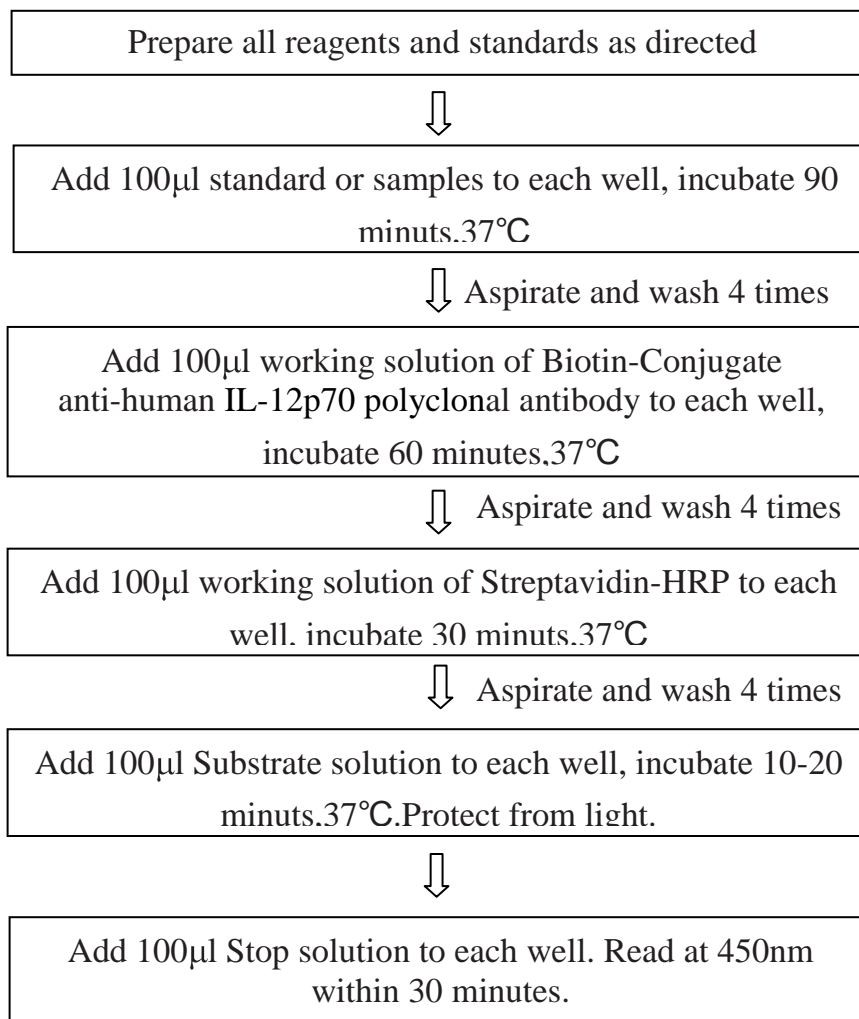 Prepare all reagents and standards as directed
Add 100μl standard or samples to each well, incubate 90
minuts,37℃
Aspirate and wash 4 times
Add 100μl working solution of Biotin-Conjugate
anti-human IL-12p70 polyclonal antibody to each well,
incubate 60 minutes,37℃
Aspirate and wash 4 times
Add 100μl working solution of Streptavidin-HRP to each
well, incubate 30 minuts,37℃
Aspirate and wash 4 times
Add 100μl Substrate solution to each well, incubate 10-20
minuts,37℃.Protect from light.
Add 100μl Stop solution to each well. Read at 450nm
within 30 minutes.